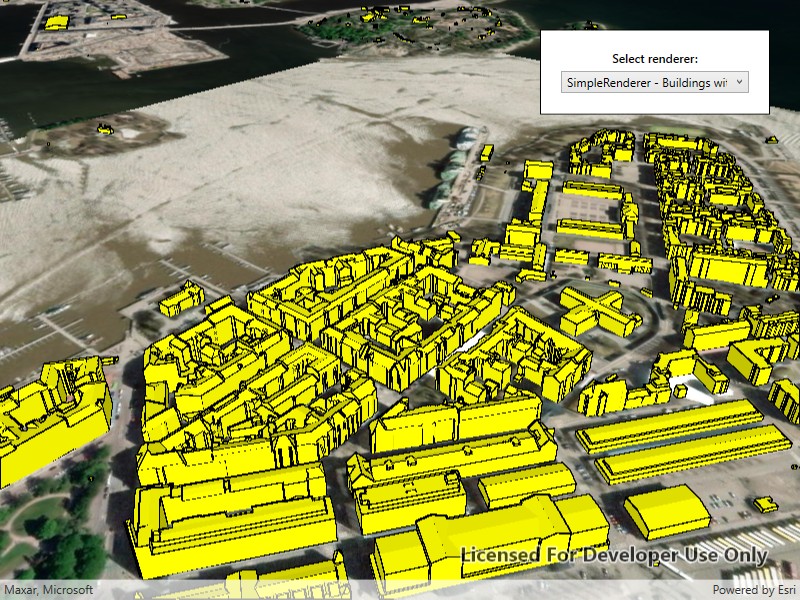 Select renderer:
SimpleRenderer - Buildings wi
Licensed For Developer Use Only
Maxar, Microsoft
Powered by Esri